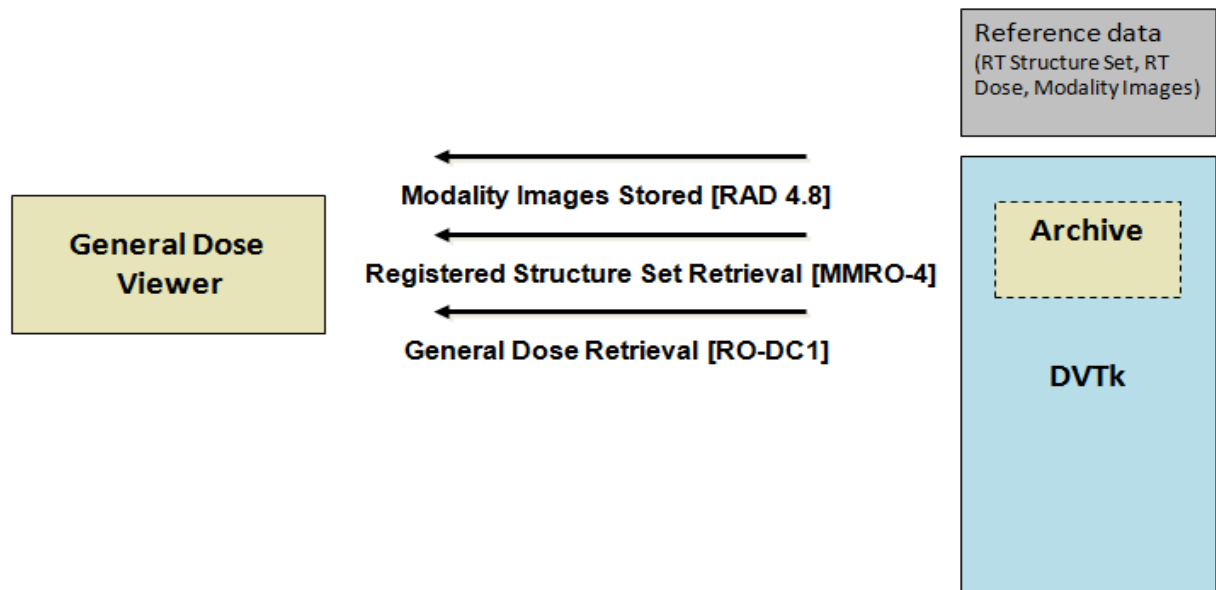 Reference data
(RT Structure Set, RT
Dose, Modality Images)
Modality Images Stored [RAD 4.8]
General Dose
Viewer
Archive
Registered Structure Set Retrieval [MMRO-4]
General Dose Retrieval [RO-DC1]
DVTk